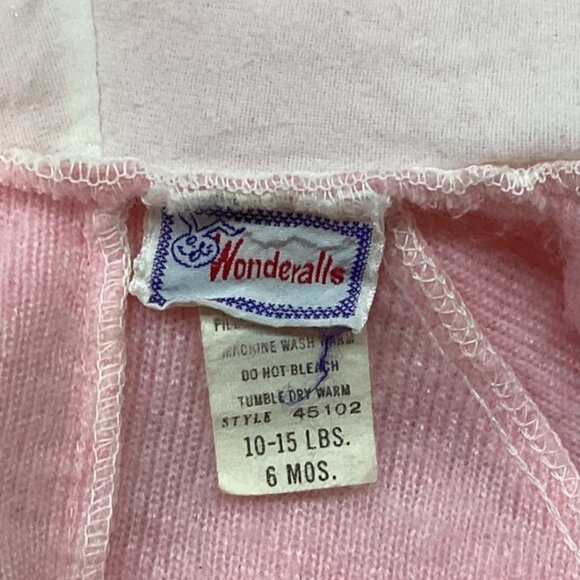 Wonderalls
MACHINE WASH WARM
DO NOT BLEACH
TUMBLE DRY WARM
STYLE 45102
10-15 LBS.
6 MOS.